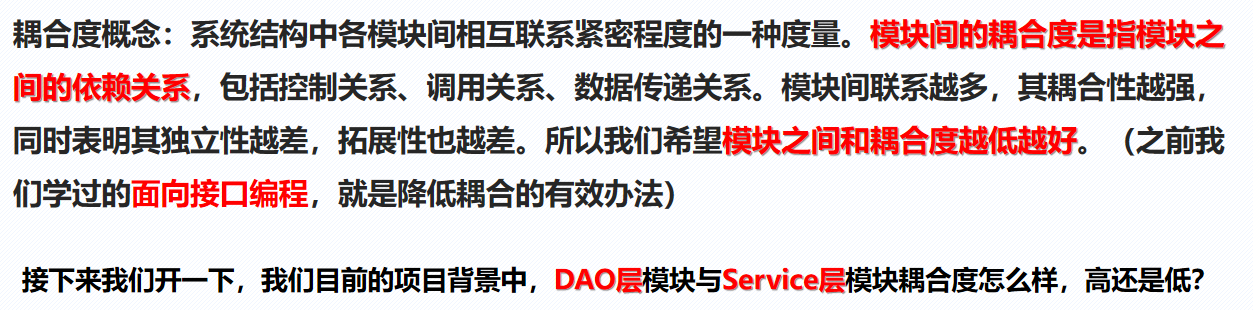 耦合度概念：系统结构中各模块间相互联系紧密程度的一种度量。模块间的耦合度是指模块之
间的依赖关系，包括控制关系、调用关系、数据传递关系。模块间联系越多，其耦合性越强，
同时表明其独立性越差，拓展性也越差。所以我们希望模块之间和耦合度越低越好。（之前我
们学过的面向接口编程，就是降低耦合的有效办法）
接下来我们开一下，我们目前的项目背景中，DAO层模块与Service层模块耦合度怎么样，高还是低？